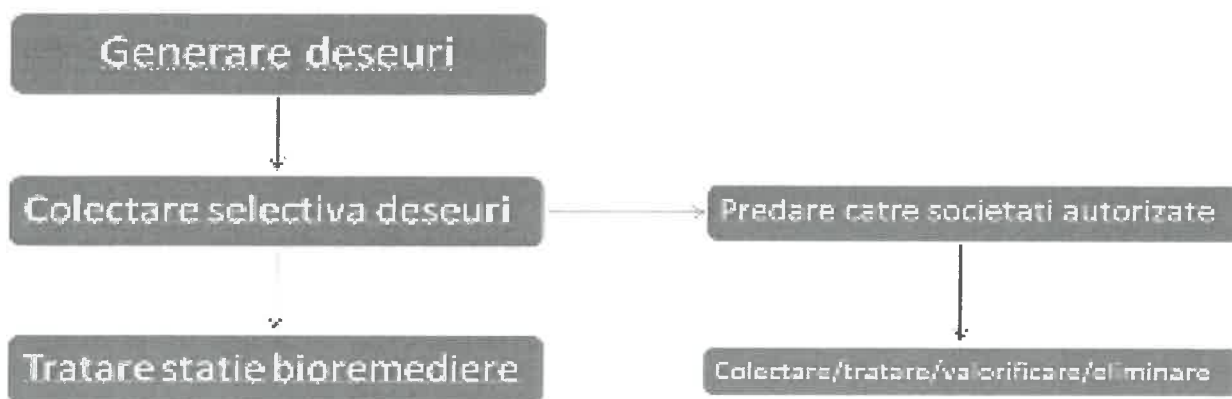 Generare deseuri
Colectare selectiva deseuri
Predare catre societati autorizate
Tratare statie bioremediere
Colectare/tratare/valorificare/eliminare